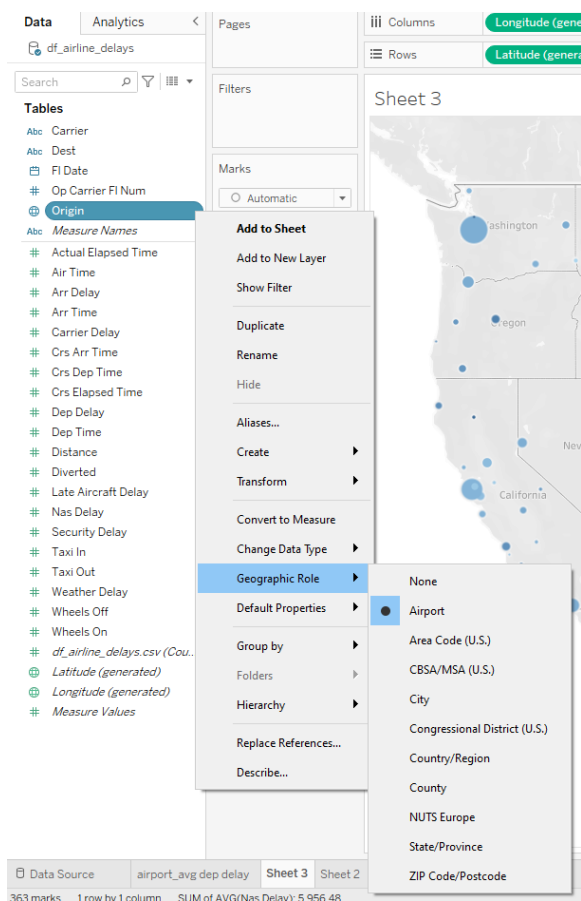 Data
Analytics
<
df_airline_delays
Search
Tables
Abc Carrier
Abc Dest
Fl Date
# Op Carrier Fl Num
Origin
Abc Measure Names
# Actual Elapsed Time
# Air Time
# Arr Delay
# Arr Time
# Carrier Delay
# Crs Arr Time
# Crs Dep Time
# Crs Elapsed Time
# Dep Delay
# Dep Time
# Distance
# Diverted
# Late Aircraft Delay
# Nas Delay
# Security Delay
# Taxi In
# Taxi Out
# Weather Delay
# Wheels Off
# Wheels On
# df_airline_delays.csv (Cou..
Latitude (generated)
Longitude (generated)
# Measure Values
Pages
Filters
Marks
Automatic
Add to Sheet
Add to New Layer
Show Filter
Duplicate
Rename
Hide
Aliases...
Create
Transform
Convert to Measure
Change Data Type
Geographic Role
Default Properties
Group by
Folders
Hierarchy
Replace References...
Describe...
None
Airport
Area Code (U.S.)
CBSA/MSA (U.S.)
City
Congressional District (U.S.)
Country/Region
County
NUTS Europe
State/Province
ZIP Code/Postcode
Columns
Longitude (gene
Rows
Latitude (genera
Sheet 3
ashington
egon
Nev
California
Data Source
airport_avg dep delay
Sheet 3
Sheet 2
363 marks 1 row by 1 column SUM of AVG(Nas Delay): 5,956.48